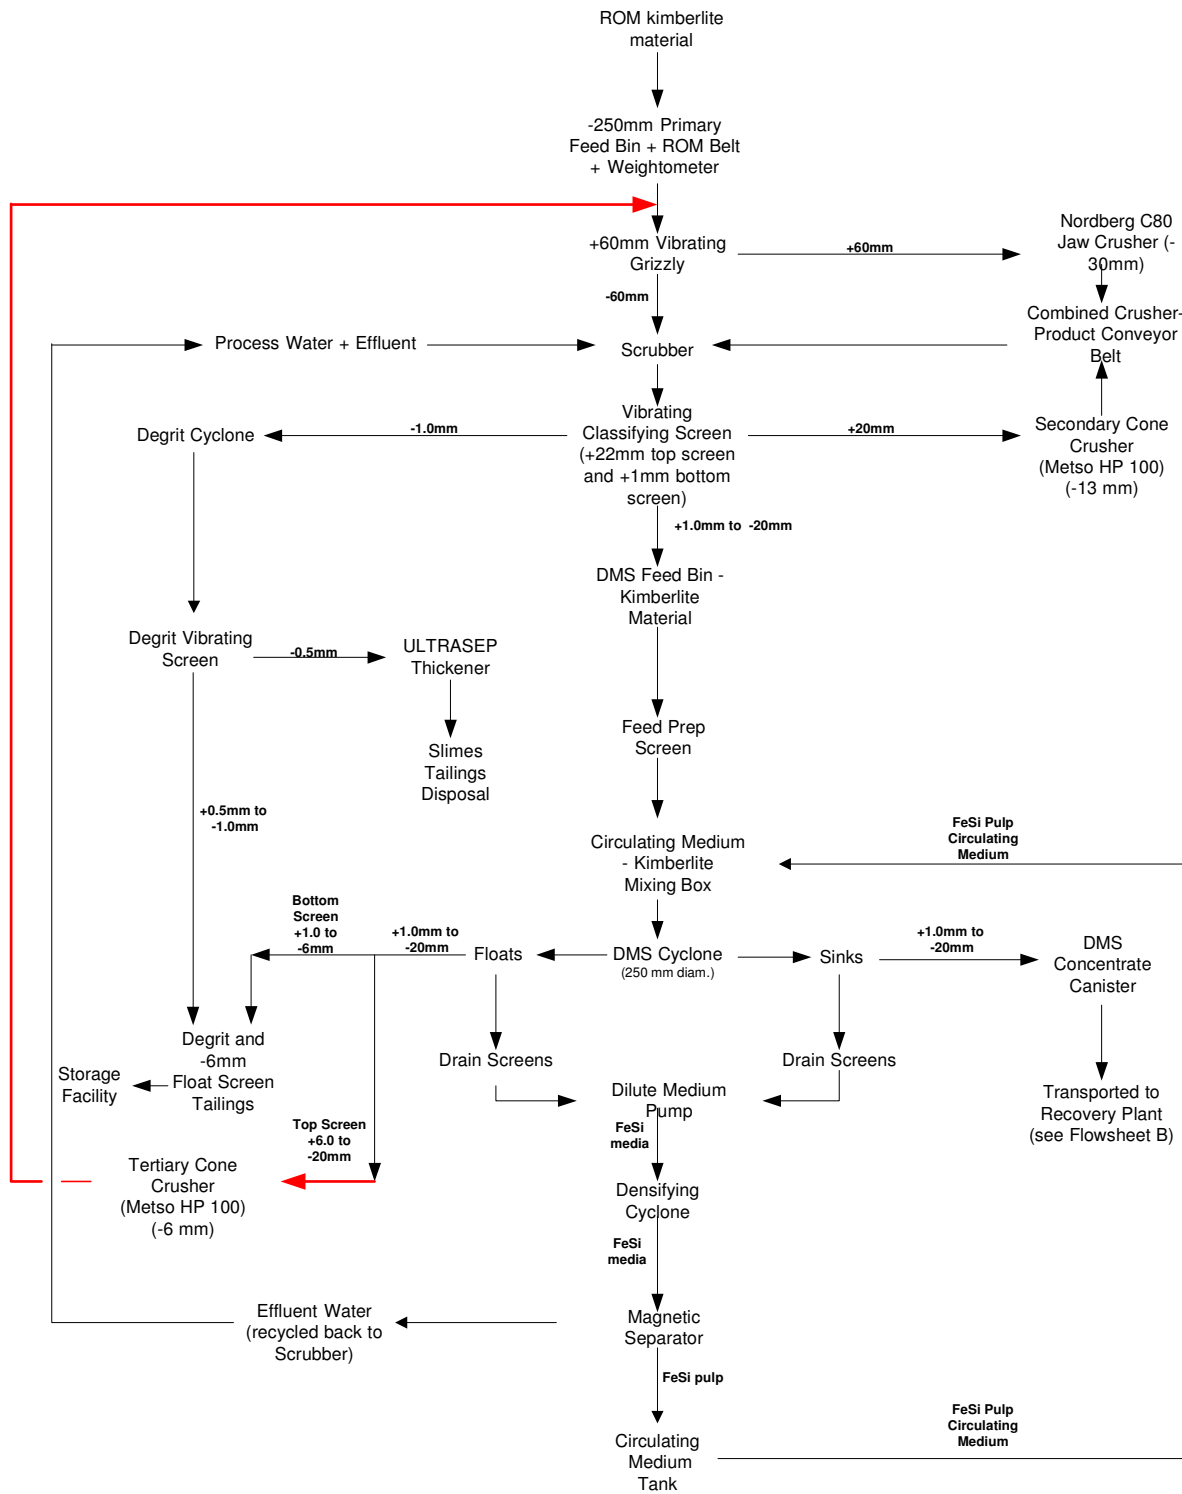 ROM kimberlite
material
-250mm Primary
Feed Bin + ROM Belt
+ Weightometer
+60mm Vibrating
Grizzly
+60mm
Nordberg C80
Jaw Crusher (-
30mm)
-60mm
Process Water + Effluent
Scrubber
Combined Crusher-
Product Conveyor
Belt
Degrit Cyclone
-1.0mm
Vibrating
Classifying Screen
(+22mm top screen
and +1mm bottom
screen)
+20mm
Secondary Cone
Crusher
(Metso HP 100)
(-13 mm)
+1.0mm to -20mm
DMS Feed Bin -
Kimberlite
Material
Degrit Vibrating
Screen
-0.5mm
ULTRASEP
Thickener
Feed Prep
Screen
Slimes
Tailings
Disposal
+0.5mm to
-1.0mm
Circulating Medium
- Kimberlite
Mixing Box
FeSi Pulp
Circulating
Medium
Bottom
Screen
+1.0 to
-6mm
+1.0mm to
-20mm
Floats
DMS Cyclone
(250 mm diam.)
Sinks
+1.0mm to
-20mm
DMS
Concentrate
Canister
Degrit and
-6mm
Float Screen
Tailings
Storage
Facility
Drain Screens
Drain Screens
Dilute Medium
Pump
Transported to
Recovery Plant
(see Flowsheet B)
Top Screen
+6.0 to
-20mm
FeSi
media
Tertiary Cone
Crusher
(Metso HP 100)
(-6 mm)
Densifying
Cyclone
FeSi
media
Effluent Water
(recycled back to
Scrubber)
Magnetic
Separator
FeSi pulp
Circulating
Medium
Tank
FeSi Pulp
Circulating
Medium